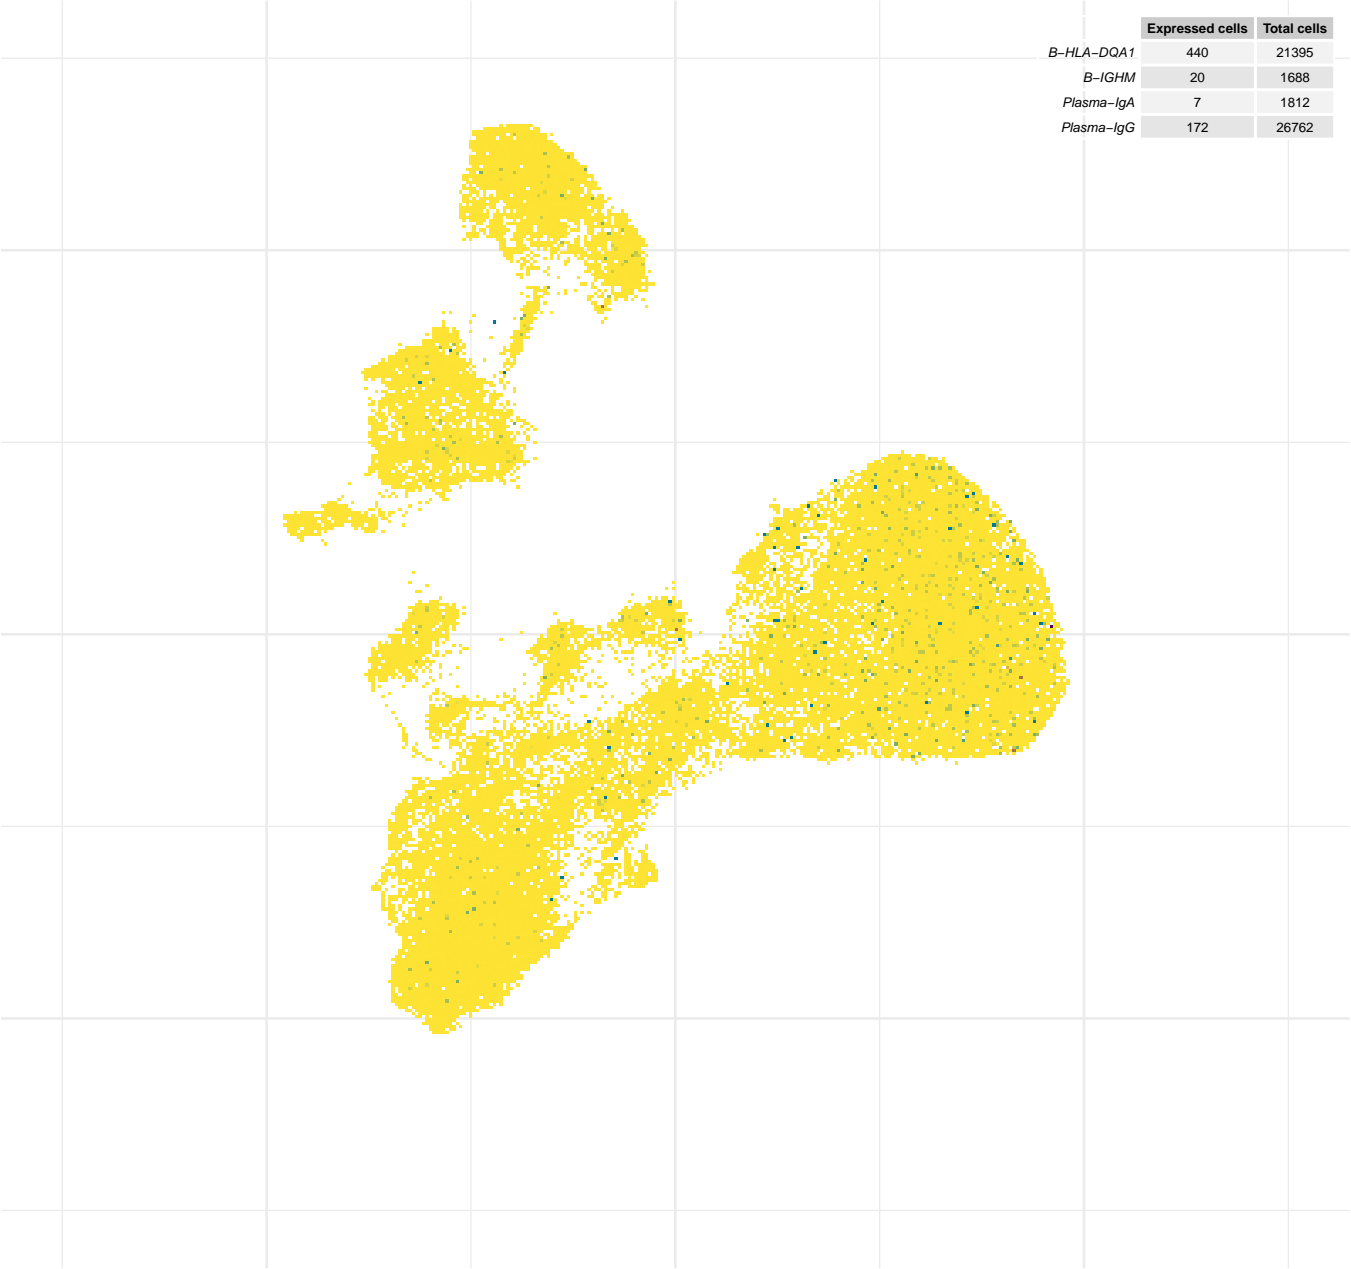 Expressed cells Total cells
B−HLA−DQA1 440 21395
B−IGHM 20 1688
Plasma−IgA 7 1812
Plasma−IgG 172 26762